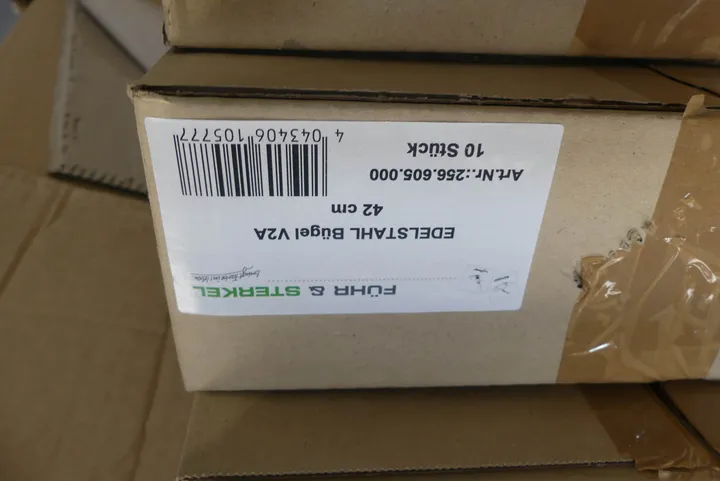 FÜHR & STERKEL
EDELSTAHL Bügel V2A
42 cm
Art.Nr.:256.605.000
10 Stück
4 043406 105777